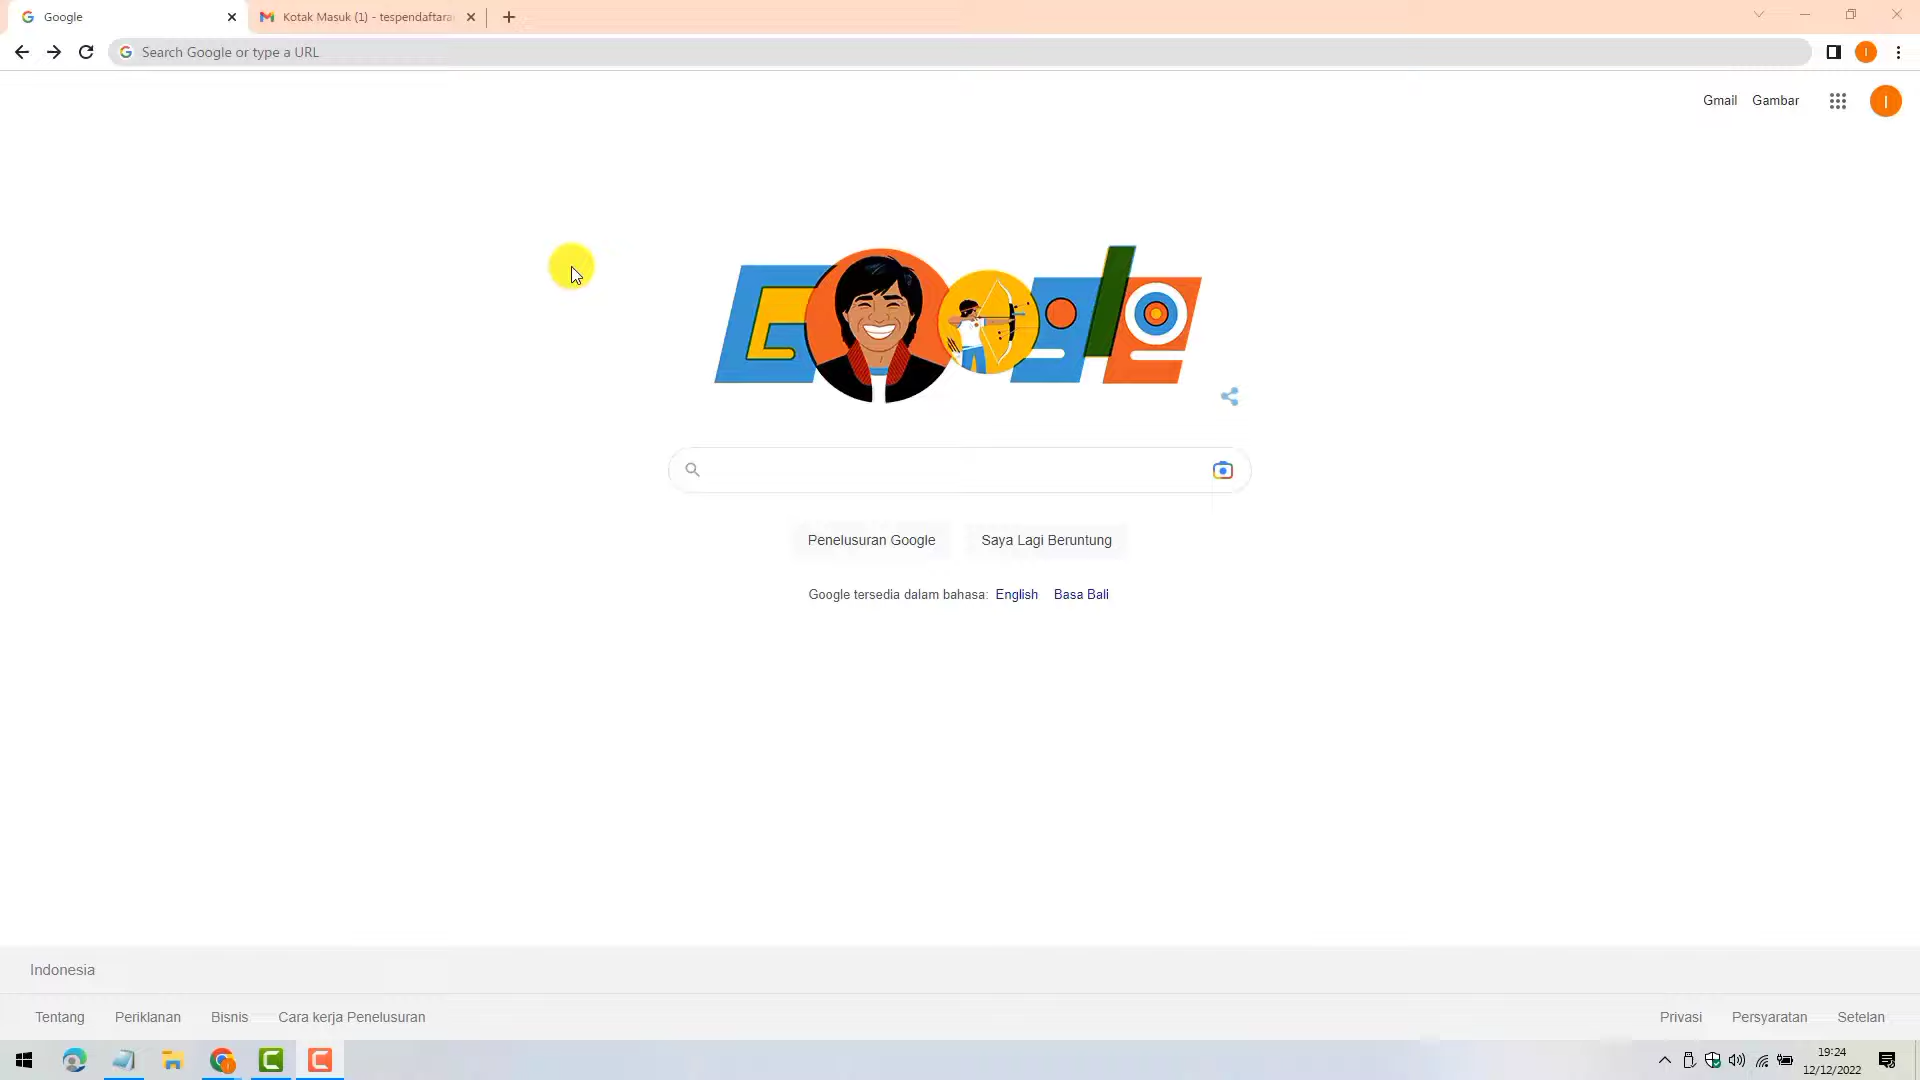 Google
Kotak Masuk (1) - tespendaftara
Search Google or type a URL
Gmail Gambar
Penelusuran Google Saya Lagi Beruntung
Google tersedia dalam bahasa: English Basa Bali
Indonesia
Tentang Periklanan Bisnis Cara kerja Penelusuran
Privasi Persyaratan Setelan
19:24
12/12/2022